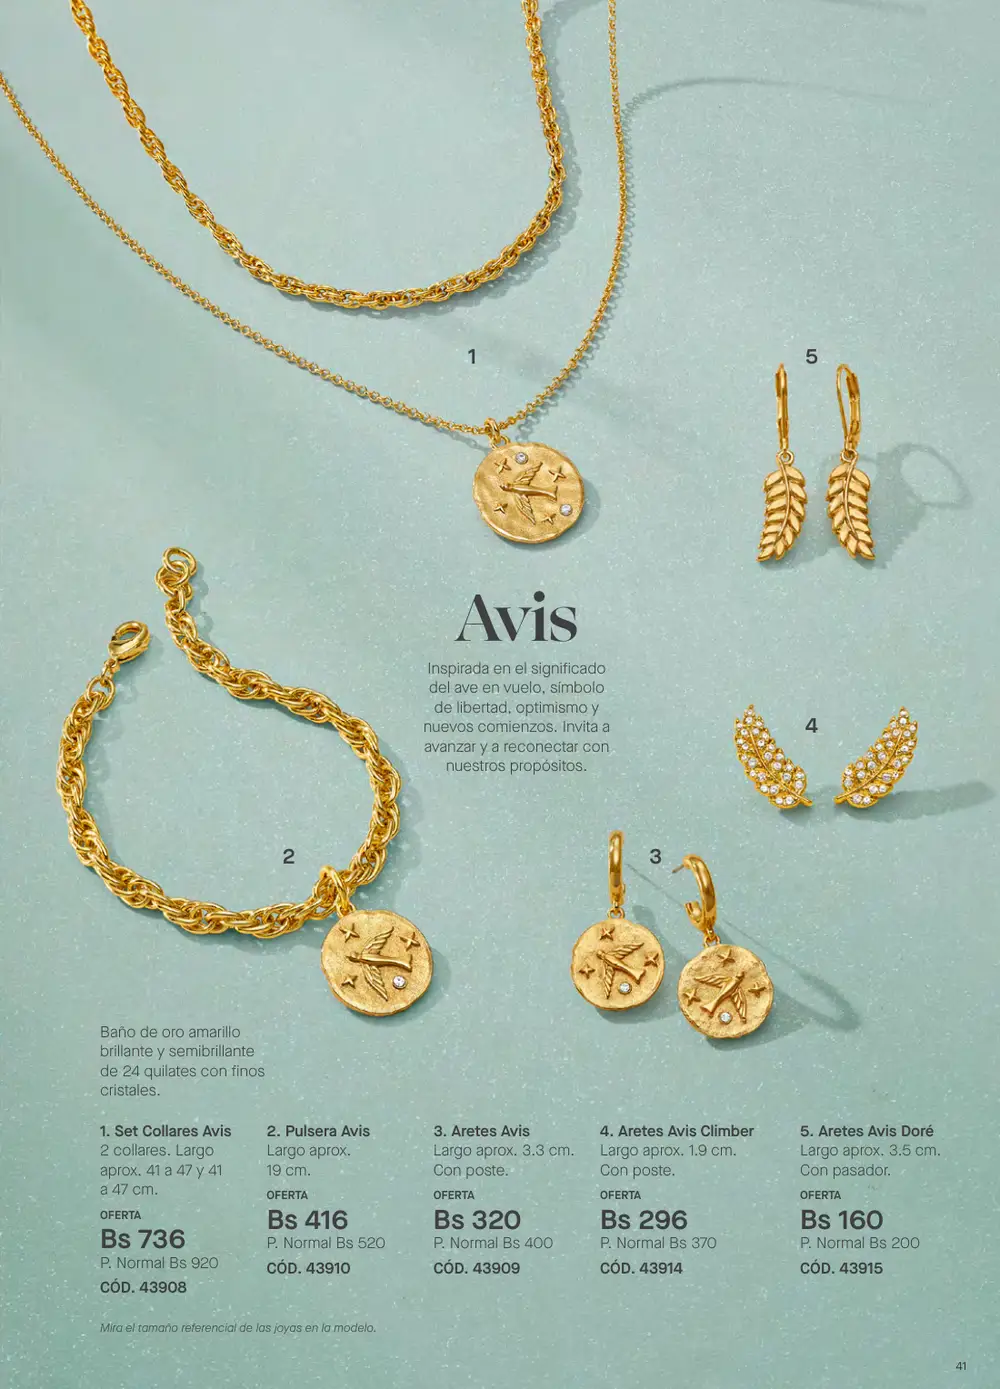 1
5
Avis
Inspirada en el significado
del ave en vuelo, símbolo
de libertad, optimismo y
nuevos comienzos. Invita a
avanzar y a reconectar con
nuestros propósitos.
4
2
3
Baño de oro amarillo
brillante y semibrillante
de 24 quilates con finos
cristales.
1. Set Collares Avis
2 collares. Largo
aprox. 41 a 47 y 41
a 47 cm.
OFERTA
Bs 736
P. Normal Bs 920
CÓD. 43908
2. Pulsera Avis
Largo aprox.
19 cm.
OFERTA
Bs 416
P. Normal Bs 520
CÓD. 43910
3. Aretes Avis
Largo aprox. 3.3 cm.
Con poste.
OFERTA
Bs 320
P. Normal Bs 400
CÓD. 43909
4. Aretes Avis Climber
Largo aprox. 1.9 cm.
Con poste.
OFERTA
Bs 296
P. Normal Bs 370
CÓD. 43914
5. Aretes Avis Doré
Largo aprox. 3.5 cm.
Con pasador.
OFERTA
Bs 160
P. Normal Bs 200
CÓD. 43915
Mira el tamaño referencial de las joyas en la modelo.
41